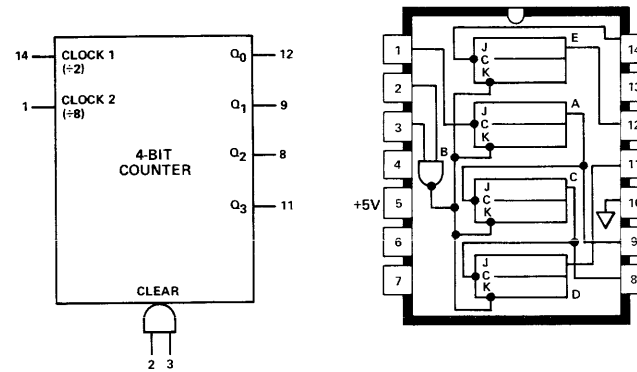 14 CLOCK 1 Q0 12
(÷2)
1 CLOCK 2 Q1 9
(÷8)
4-BIT
COUNTER
Q2 8
Q3 11
CLEAR
2 3
1
2
3
4
+5V 5
6
7
J
C
K
E
J
C
K
A
B
J
C
K
C
J
C
K
D
14
13
12
11
10
9
8